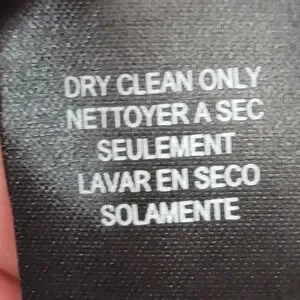 DRY CLEAN ONLY
NETTOYER A SEC
SEULEMENT
LAVAR EN SECO
SOLAMENTE